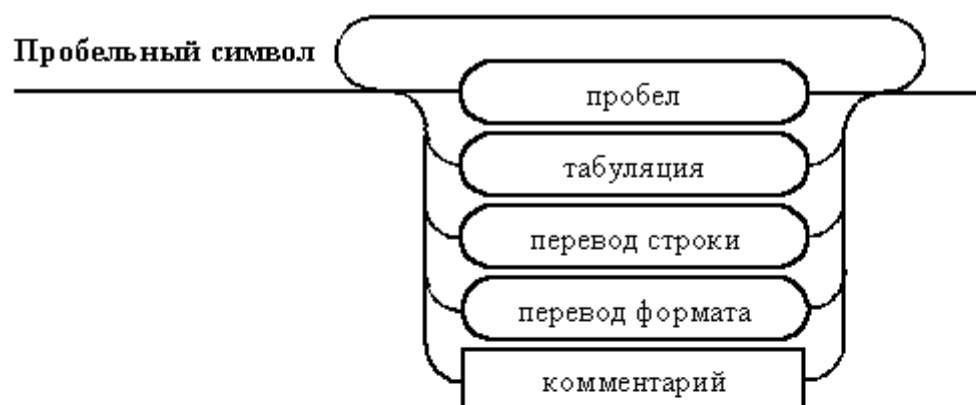 Пробельный символ
пробел
табуляция
перевод строки
перевод формата
комментарий